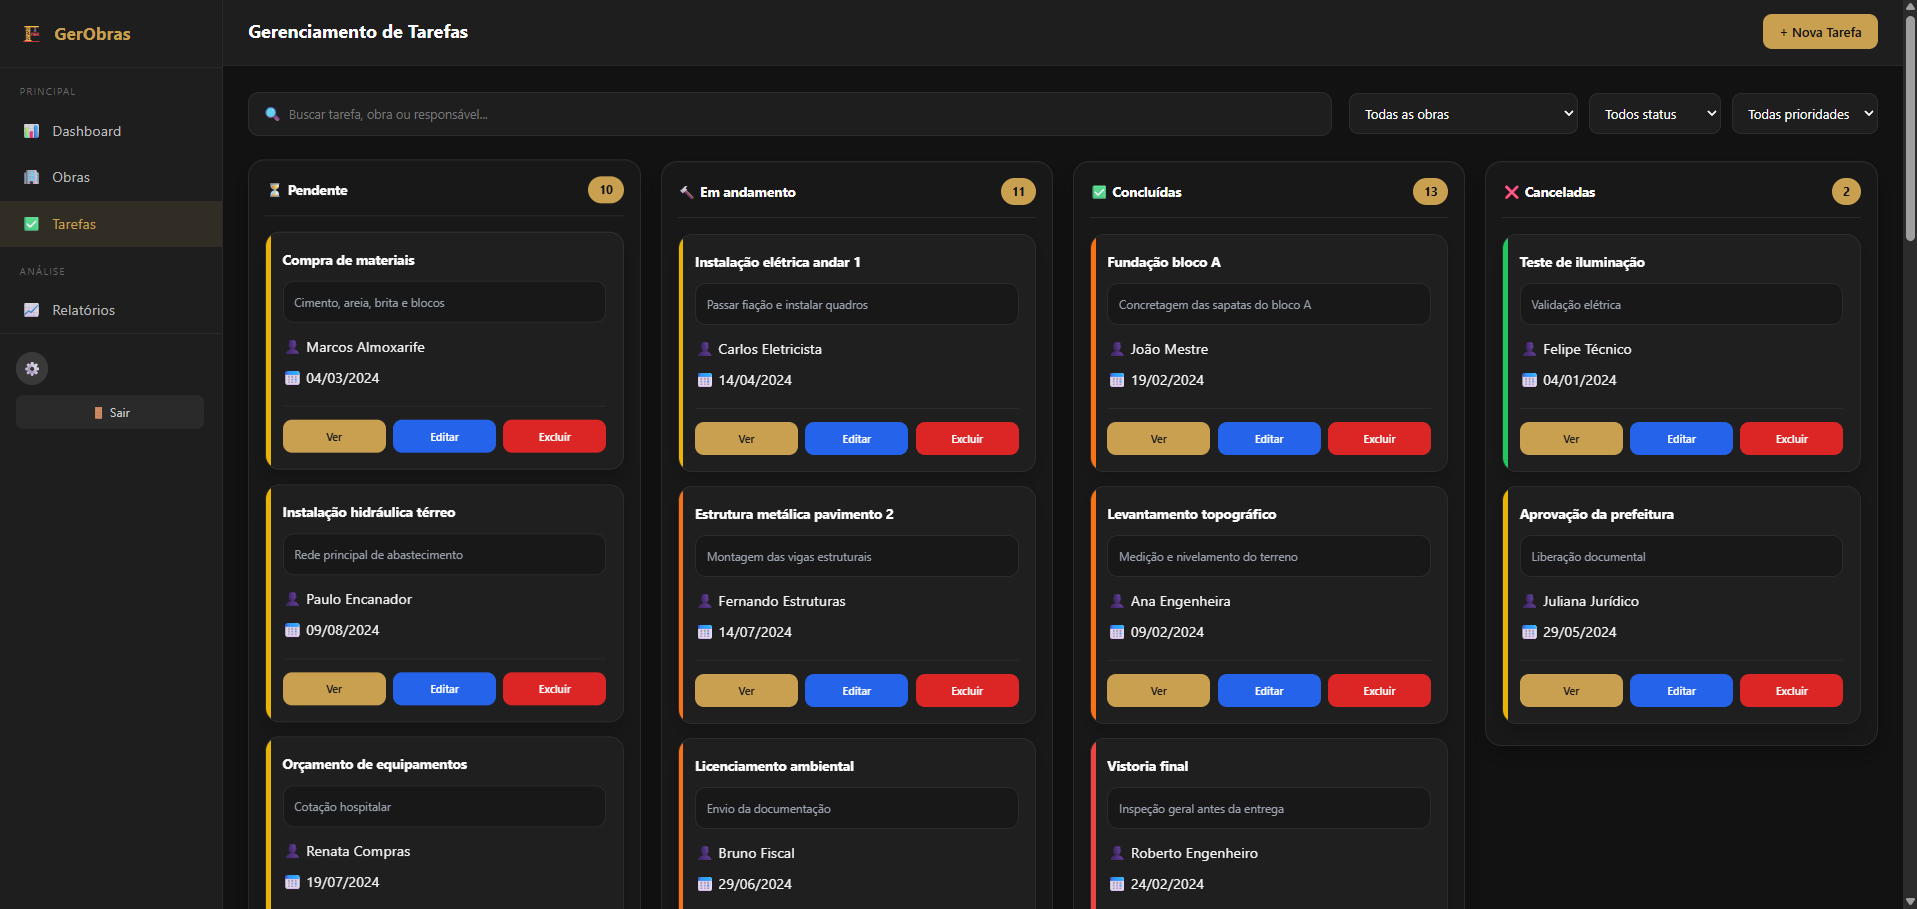 GerObras
PRINCIPAL
Dashboard
Obras
Tarefas
ANÁLISE
Relatórios
Sair
Gerenciamento de Tarefas
+ Nova Tarefa
Buscar tarefa, obra ou responsável...
Todas as obras
Todos status
Todas prioridades
Pendente
10
Compra de materiais
Cimento, areia, brita e blocos
Marcos Almoxarife
04/03/2024
Ver Editar Excluir
Instalação hidráulica térreo
Rede principal de abastecimento
Paulo Encanador
09/08/2024
Ver Editar Excluir
Orçamento de equipamentos
Cotação hospitalar
Renata Compras
19/07/2024
Em andamento
11
Instalação elétrica andar 1
Passar fiação e instalar quadros
Carlos Eletricista
14/04/2024
Ver Editar Excluir
Estrutura metálica pavimento 2
Montagem das vigas estruturais
Fernando Estruturas
14/07/2024
Ver Editar Excluir
Licenciamento ambiental
Envio da documentação
Bruno Fiscal
29/06/2024
Concluídas
13
Fundação bloco A
Concretagem das sapatas do bloco A
João Mestre
19/02/2024
Ver Editar Excluir
Levantamento topográfico
Medição e nivelamento do terreno
Ana Engenheira
09/02/2024
Ver Editar Excluir
Vistoria final
Inspeção geral antes da entrega
Roberto Engenheiro
24/02/2024
Canceladas
2
Teste de iluminação
Validação elétrica
Felipe Técnico
04/01/2024
Ver Editar Excluir
Aprovação da prefeitura
Liberação documental
Juliana Jurídico
29/05/2024
Ver Editar Excluir